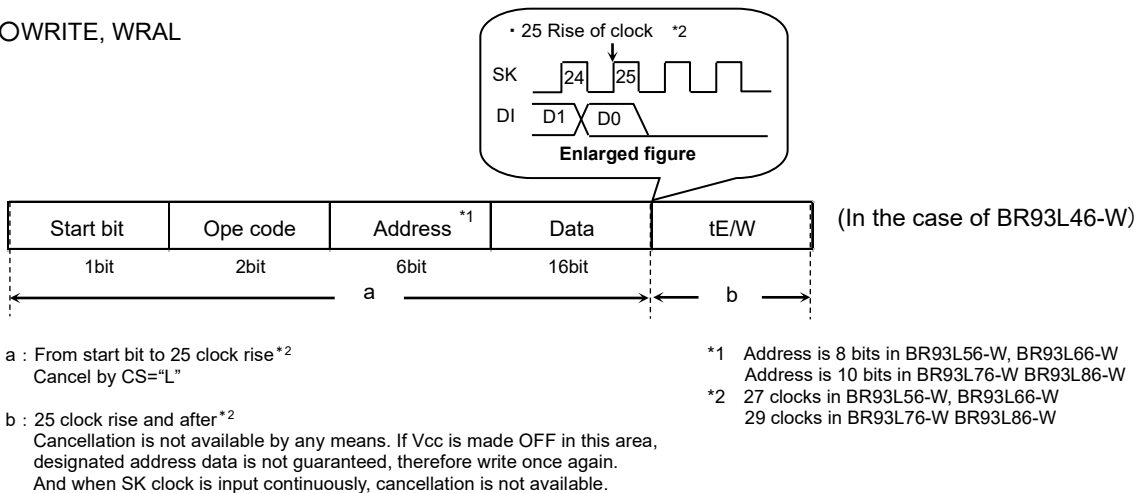 〇WRITE, WRAL
・25 Rise of clock *2
SK 24 25
DI D1 D0
Enlarged figure
Start bit Ope code Address *1 Data tE/W (In the case of BR93L46-W)
1bit 2bit 6bit 16bit
a b
a : From start bit to 25 clock rise*2
Cancel by CS=“L”
b : 25 clock rise and after*2
Cancellation is not available by any means. If Vcc is made OFF in this area,
designated address data is not guaranteed, therefore write once again.
And when SK clock is input continuously, cancellation is not available.
*1 Address is 8 bits in BR93L56-W, BR93L66-W
Address is 10 bits in BR93L76-W BR93L86-W
*2 27 clocks in BR93L56-W, BR93L66-W
29 clocks in BR93L76-W BR93L86-W